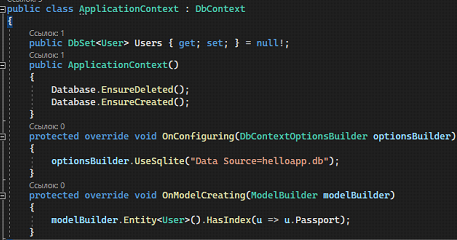 public class ApplicationContext : DbContext
{
Ссылок: 1
public DbSet<User> Users { get; set; } = null!;
Ссылок: 1
public ApplicationContext()
{
Database.EnsureDeleted();
Database.EnsureCreated();
}
Ссылок: 0
protected override void OnConfiguring(DbContextOptionsBuilder optionsBuilder)
{
optionsBuilder.UseSqlite("Data Source=helloapp.db");
}
Ссылок: 0
protected override void OnModelCreating(ModelBuilder modelBuilder)
{
modelBuilder.Entity<User>().HasIndex(u => u.Passport);
}